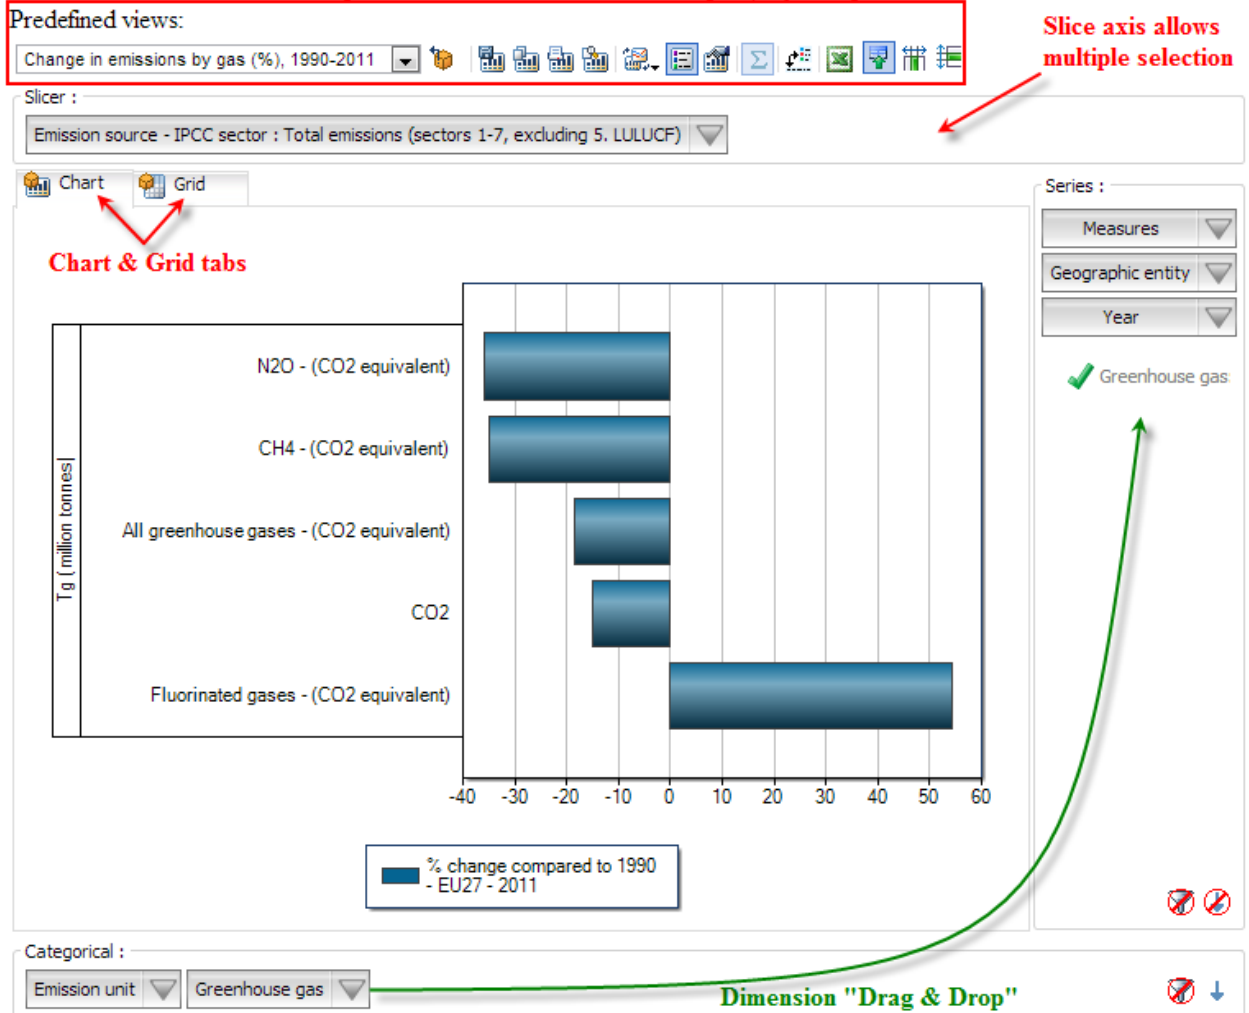 Predefined views:
Change in emissions by gas (%), 1990-2011
Slice axis allows
multiple selection
Slicer :
Emission source - IPCC sector : Total emissions (sectors 1-7, excluding 5. LULUCF)
Chart
Grid
Chart & Grid tabs
Series :
Measures
Geographic entity
Year
Greenhouse gas
Tg (million tonnes)
N2O - (CO2 equivalent)
CH4 - (CO2 equivalent)
All greenhouse gases - (CO2 equivalent)
CO2
Fluorinated gases - (CO2 equivalent)
-40 -30 -20 -10 0 10 20 30 40 50 60
% change compared to 1990
- EU27 - 2011
Categorical :
Emission unit
Greenhouse gas
Dimension "Drag & Drop"